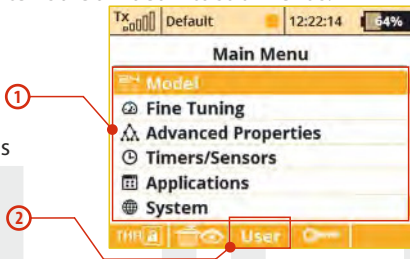 Tx Default 12:22:14 64%
Main Menu
Model
① Fine Tuning
Advanced Properties
s Timers/Sensors
Applications
② System
THR User